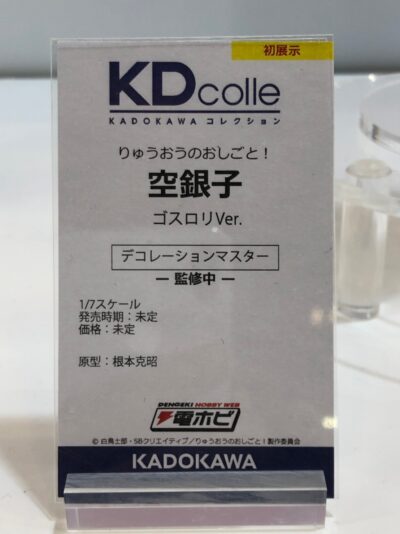 初展示
KDcolle
KADOKAWA コレクション
りゅうおうのおしごと！
空銀子
ゴスロリVer.
デコレーションマスター
― 監修中 ―
1/7スケール
発売時期：未定
価格：未定
原型：根本克昭
DENGEKI HOBBY WEB
電ホビ
© 白鳥士郎・SBクリエイティブ／りゅうおうのおしごと！製作委員会
KADOKAWA